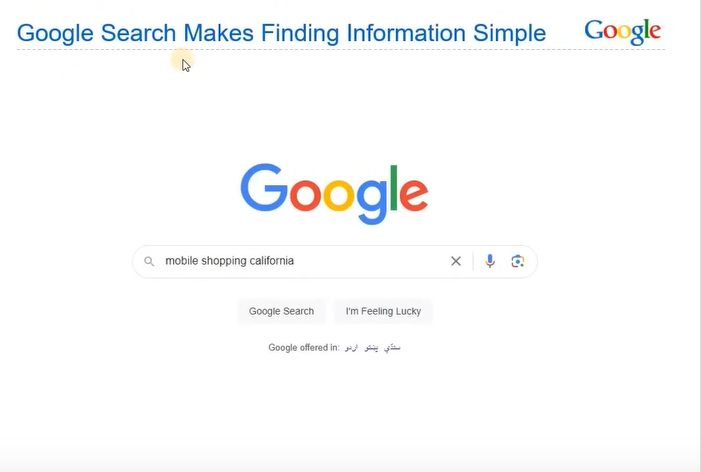 Google Search Makes Finding Information Simple
Google
Google
mobile shopping california
Google Search
I'm Feeling Lucky
Google offered in: اردو پښتو سنڌي